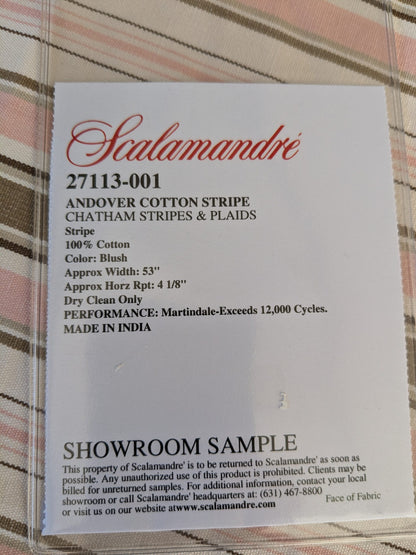 Scalamandré
27113-001
ANDOVER COTTON STRIPE
CHATHAM STRIPES & PLAIDS
Stripe
100% Cotton
Color: Blush
Approx Width: 53"
Approx Horz Rpt: 4 1/8"
Dry Clean Only
PERFORMANCE: Martindale-Exceeds 12,000 Cycles.
MADE IN INDIA
SHOWROOM SAMPLE
This property of Scalamandre' is to be returned to Scalamandre' as soon as
possible. Any unauthorized use of this product is prohibited. Clients may be
billed for unreturned samples. For additional information, contact your local
showroom or call Scalamandre' headquarters at: (631) 467-8800
or visit us on our website atwww.scalamandre.com
Face of Fabric